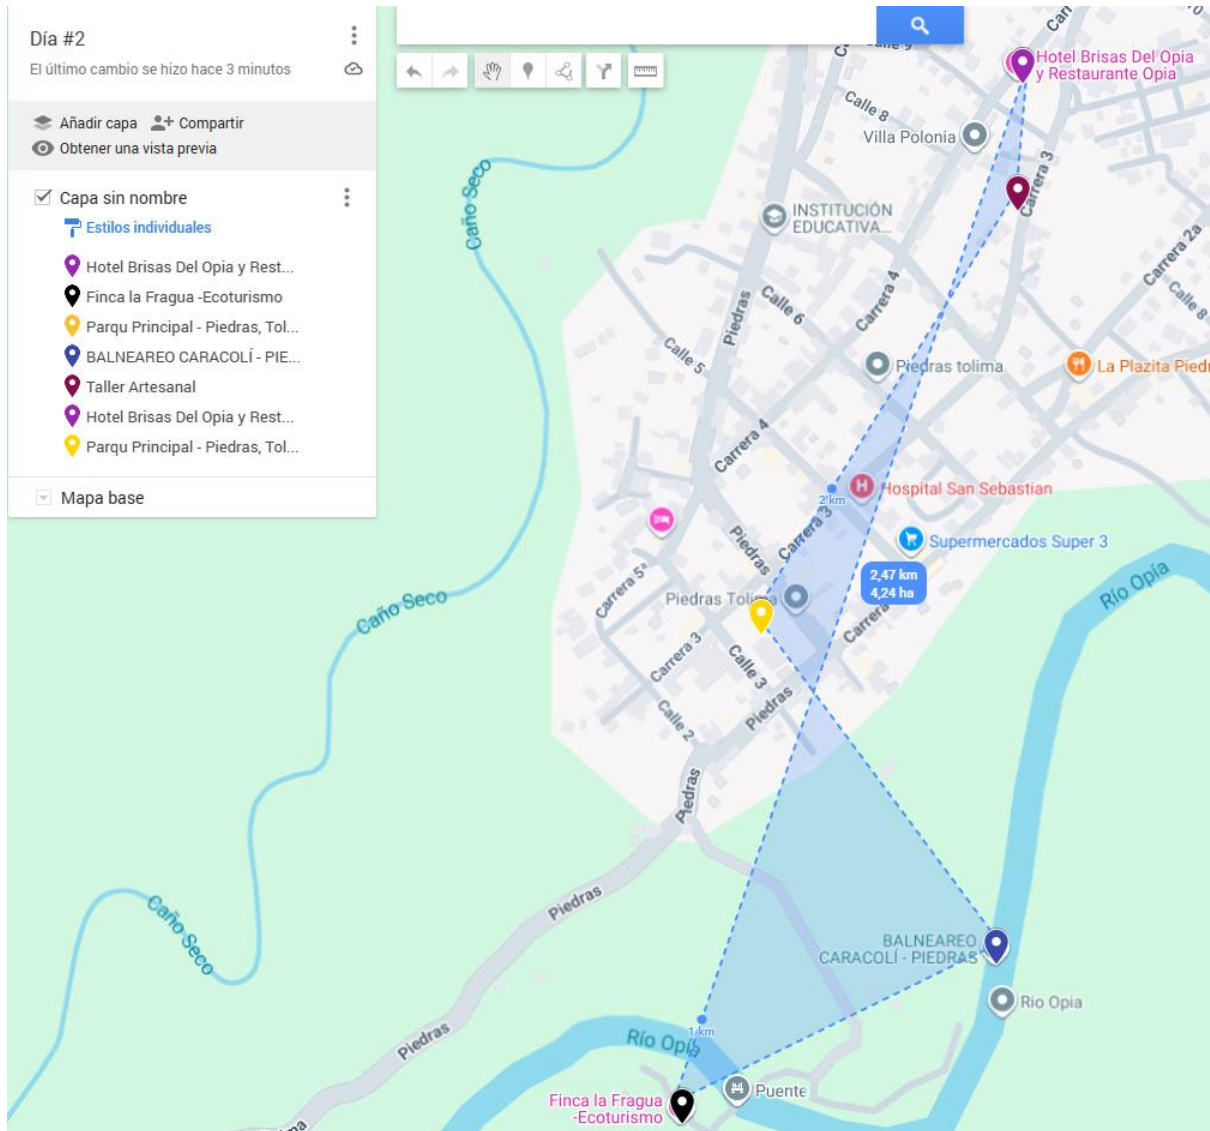 Día #2
El último cambio se hizo hace 3 minutos
Añadir capa
Compartir
Obtener una vista previa
Capa sin nombre
Estilos individuales
Hotel Brisas Del Opia y Rest...
Finca la Fragua -Ecoturismo
Parqu Principal - Piedras, Tol...
BALNEAREO CARACOLÍ - PIE...
Taller Artesanal
Hotel Brisas Del Opia y Rest...
Parqu Principal - Piedras, Tol...
Mapa base
Hotel Brisas Del Opia
y Restaurante Opia
Calle 8
Villa Polonia
Carrera 3
Caño Seco
INSTITUCIÓN
EDUCATIVA...
Carrera 2a
Carrera 4
Calle 8
Calle 6
Piedras
Calle 5
Piedras tolima
La Plazita Piedr
Carrera 4
Hospital San Sebastian
2 km
Carrera 3
Supermercados Super 3
Piedras
2,47 km
4,24 ha
Río Opia
Carrera 5ª
Piedras Tolima
Caño Seco
Carrera 3
Calle 3
Calle 2
Piedras
Piedras
Piedras
Caño Seco
BALNEAREO
CARACOLÍ - PIEDRAS
Rio Opia
1 km
Río Opia
Piedras
Puente
Finca la Fragua
-Ecoturismo